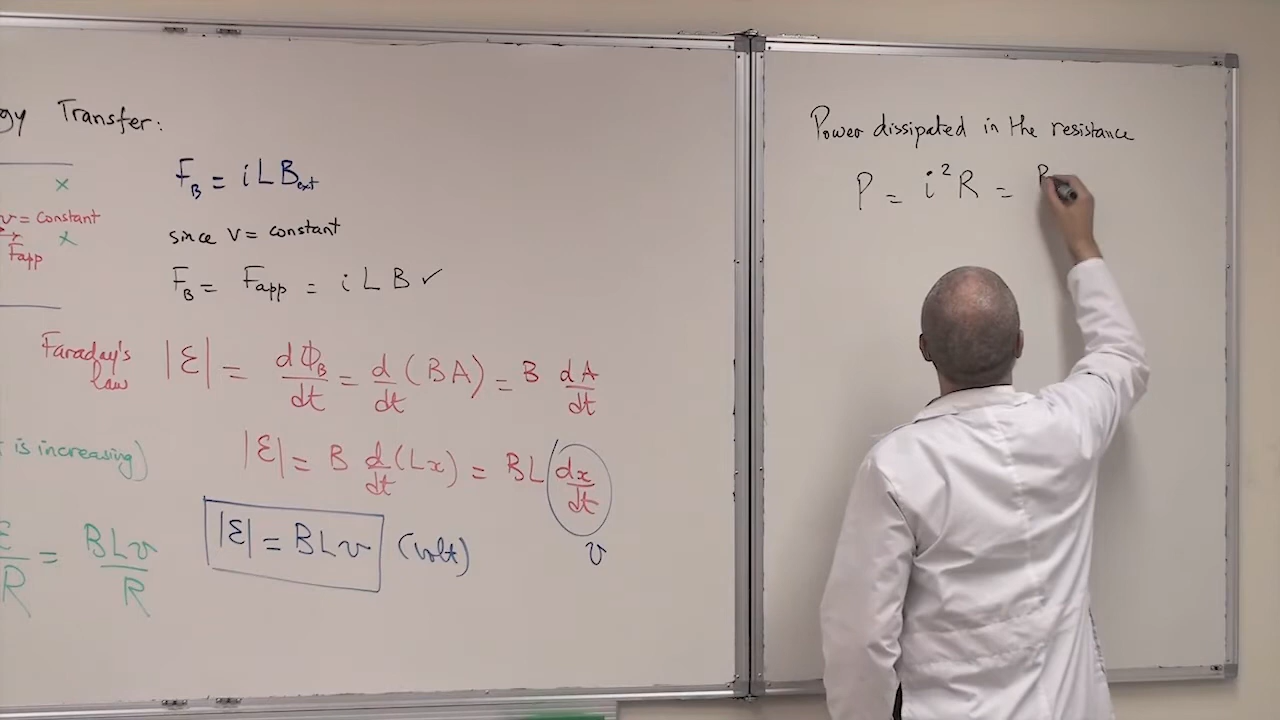 gy Transfer:
x
v = Constant
x
Fapp
F_B = i L B_ext
since v = constant
F_B = Fapp = i L B ✓
Faraday's law |ℰ| = dΦ_B/dt = d/dt (BA) = B dA/dt
t is increasing)
|ℰ| = B d/dt (Lx) = BL dx/dt
v
ℰ/R = BLv/R
|ℰ| = BLv (volt)
Power dissipated in the resistance
P = i²R = B